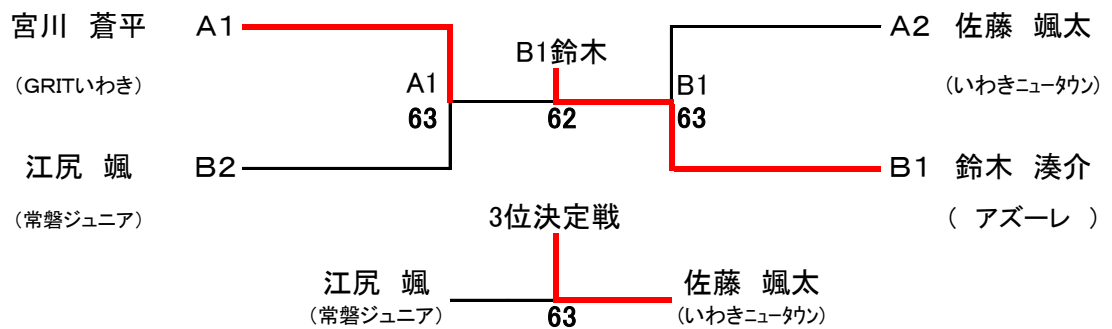 宮川 蒼平 A1
A2 佐藤 颯太
B1鈴木
(GRITいわき)
A1
B1
(いわきニュータウン)
63
62
63
江尻 颯 B2
B1 鈴木 湊介
(常磐ジュニア)
3位決定戦
( アズーレ )
江尻 颯
佐藤 颯太
(常磐ジュニア)
63
(いわきニュータウン)